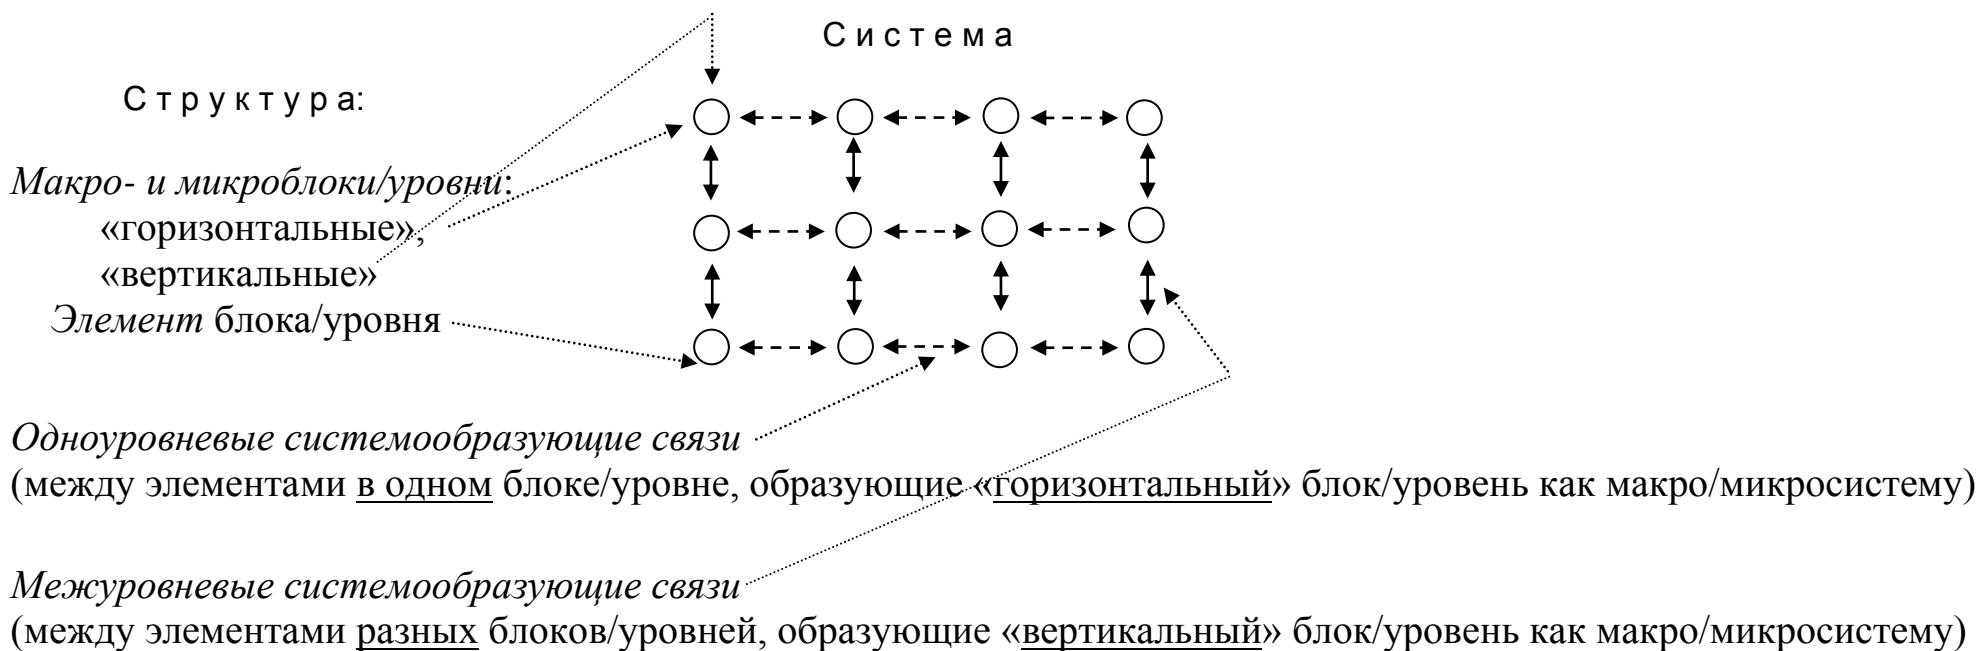 Система
Структура:
Макро- и микроблоки/уровни:
«горизонтальные»,
«вертикальные»
Элемент блока/уровня
Одноуровневые системообразующие связи
(между элементами в одном блоке/уровне, образующие «горизонтальный» блок/уровень как макро/микросистему)
Межуровневые системообразующие связи
(между элементами разных блоков/уровней, образующие «вертикальный» блок/уровень как макро/микросистему)